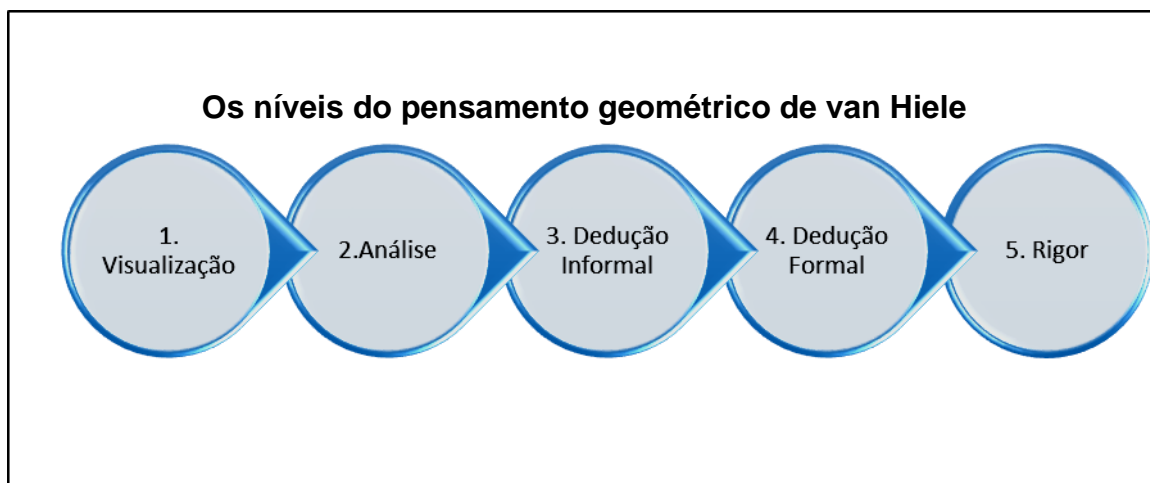 Os níveis do pensamento geométrico de van Hiele
1.
Visualização
2.Análise
3. Dedução
Informal
4. Dedução
Formal
5. Rigor